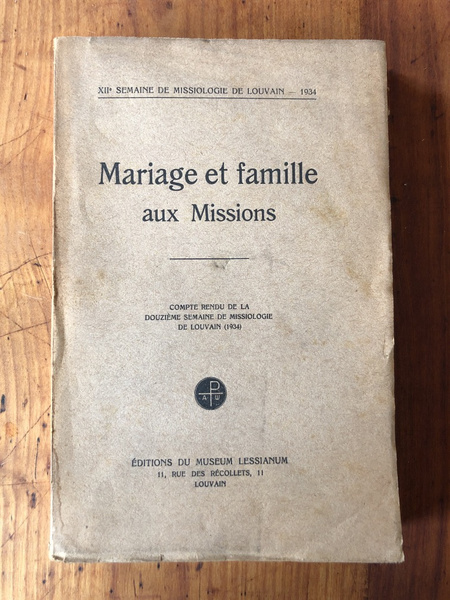 XIIᵉ SEMAINE DE MISSIOLOGIE DE LOUVAIN — 1934
Mariage et famille
aux Missions
COMPTE RENDU DE LA
DOUZIÈME SEMAINE DE MISSIOLOGIE
DE LOUVAIN (1934)
P
A ω
ÉDITIONS DU MUSEUM LESSIANUM
11, RUE DES RÉCOLLETS, 11
LOUVAIN